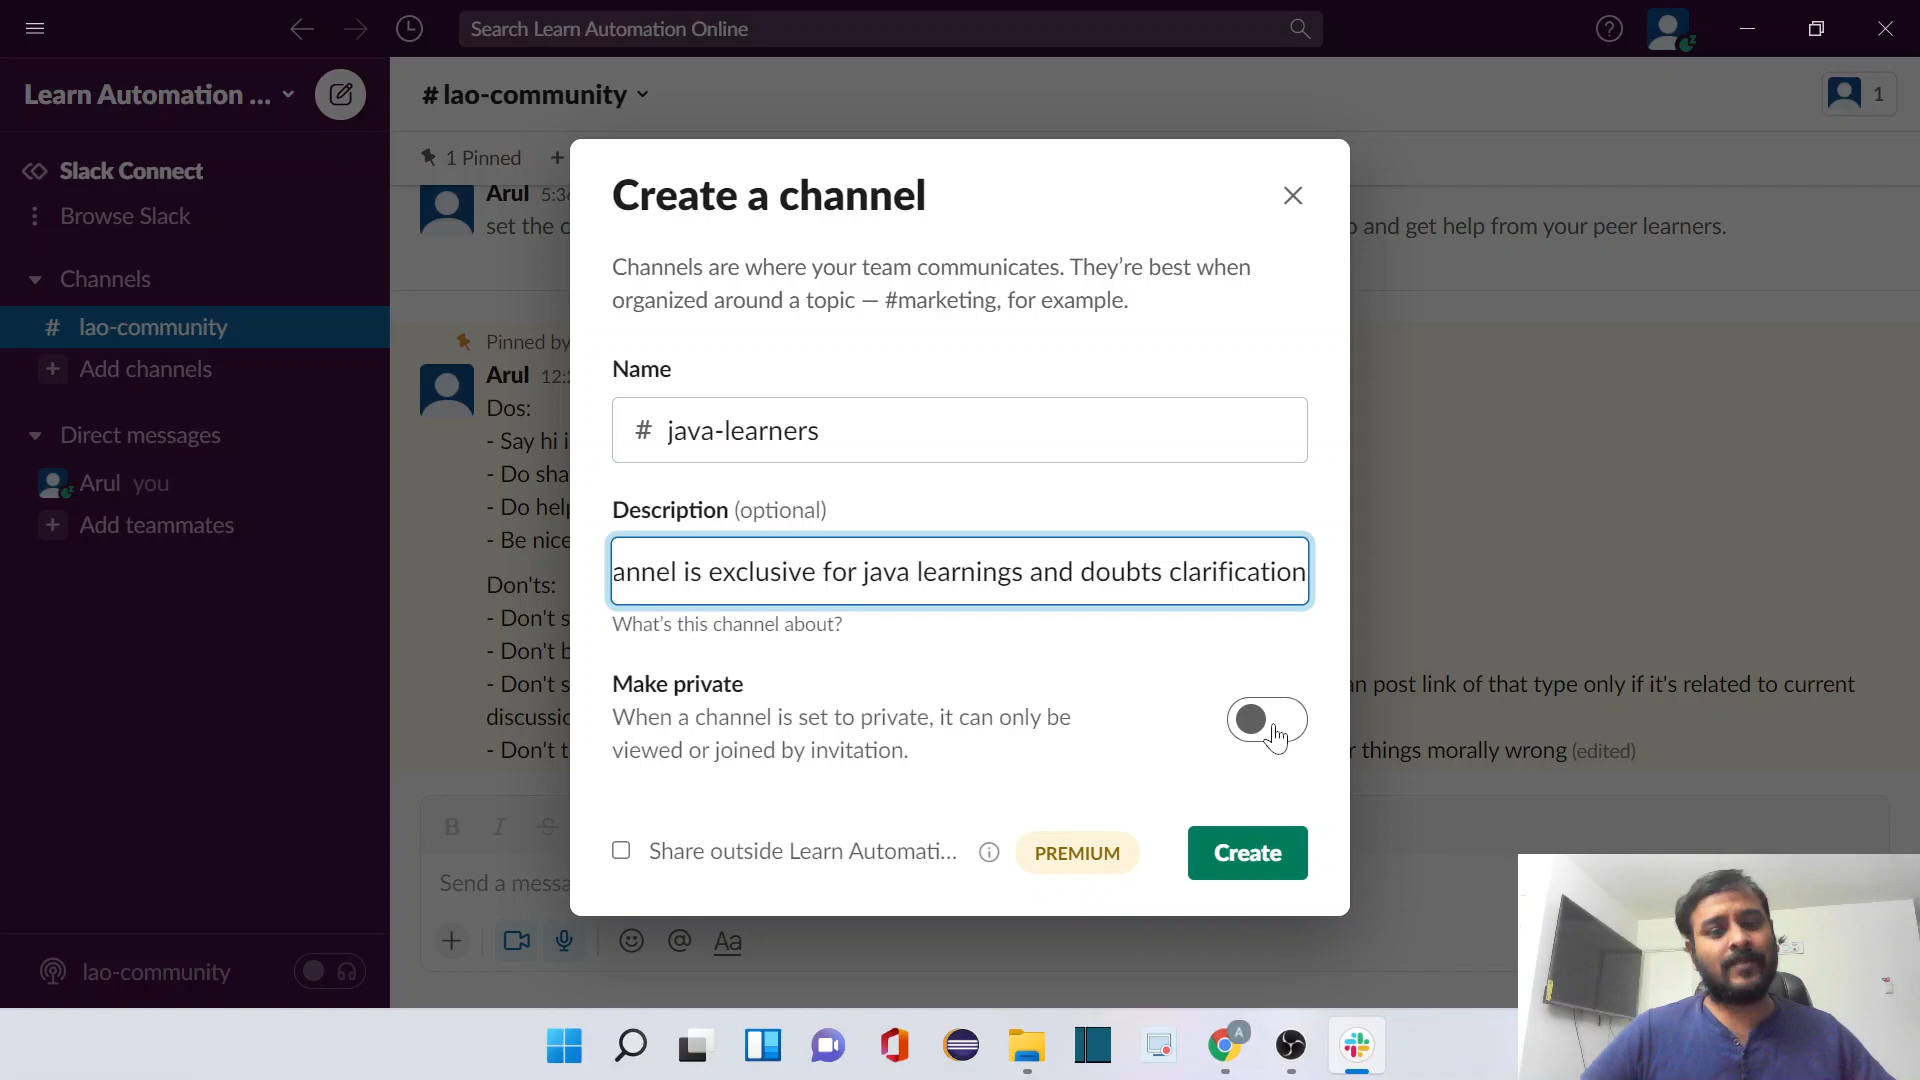 Search Learn Automation Online
Learn Automation ...
# lao-community
1
Slack Connect
Browse Slack
Channels
# lao-community
+ Add channels
Direct messages
Arul you
+ Add teammates
lao-community
1 Pinned +
Arul
set the
and get help from your peer learners.
Pinned by
Arul
Dos:
- Say hi
- Do
- Do
- Be nice
Don'ts:
- Don't
- Don't
- Don't
an post link of that type only if it's related to current
- Don't
things morally wrong (edited)
B I S
Send a
@ Aa
Create a channel
Channels are where your team communicates. They’re best when
organized around a topic — #marketing, for example.
Name
# java-learners
Description (optional)
annel is exclusive for java learnings and doubts clarification
What’s this channel about?
Make private
When a channel is set to private, it can only be
viewed or joined by invitation.
Share outside Learn Automati...
PREMIUM
Create
A